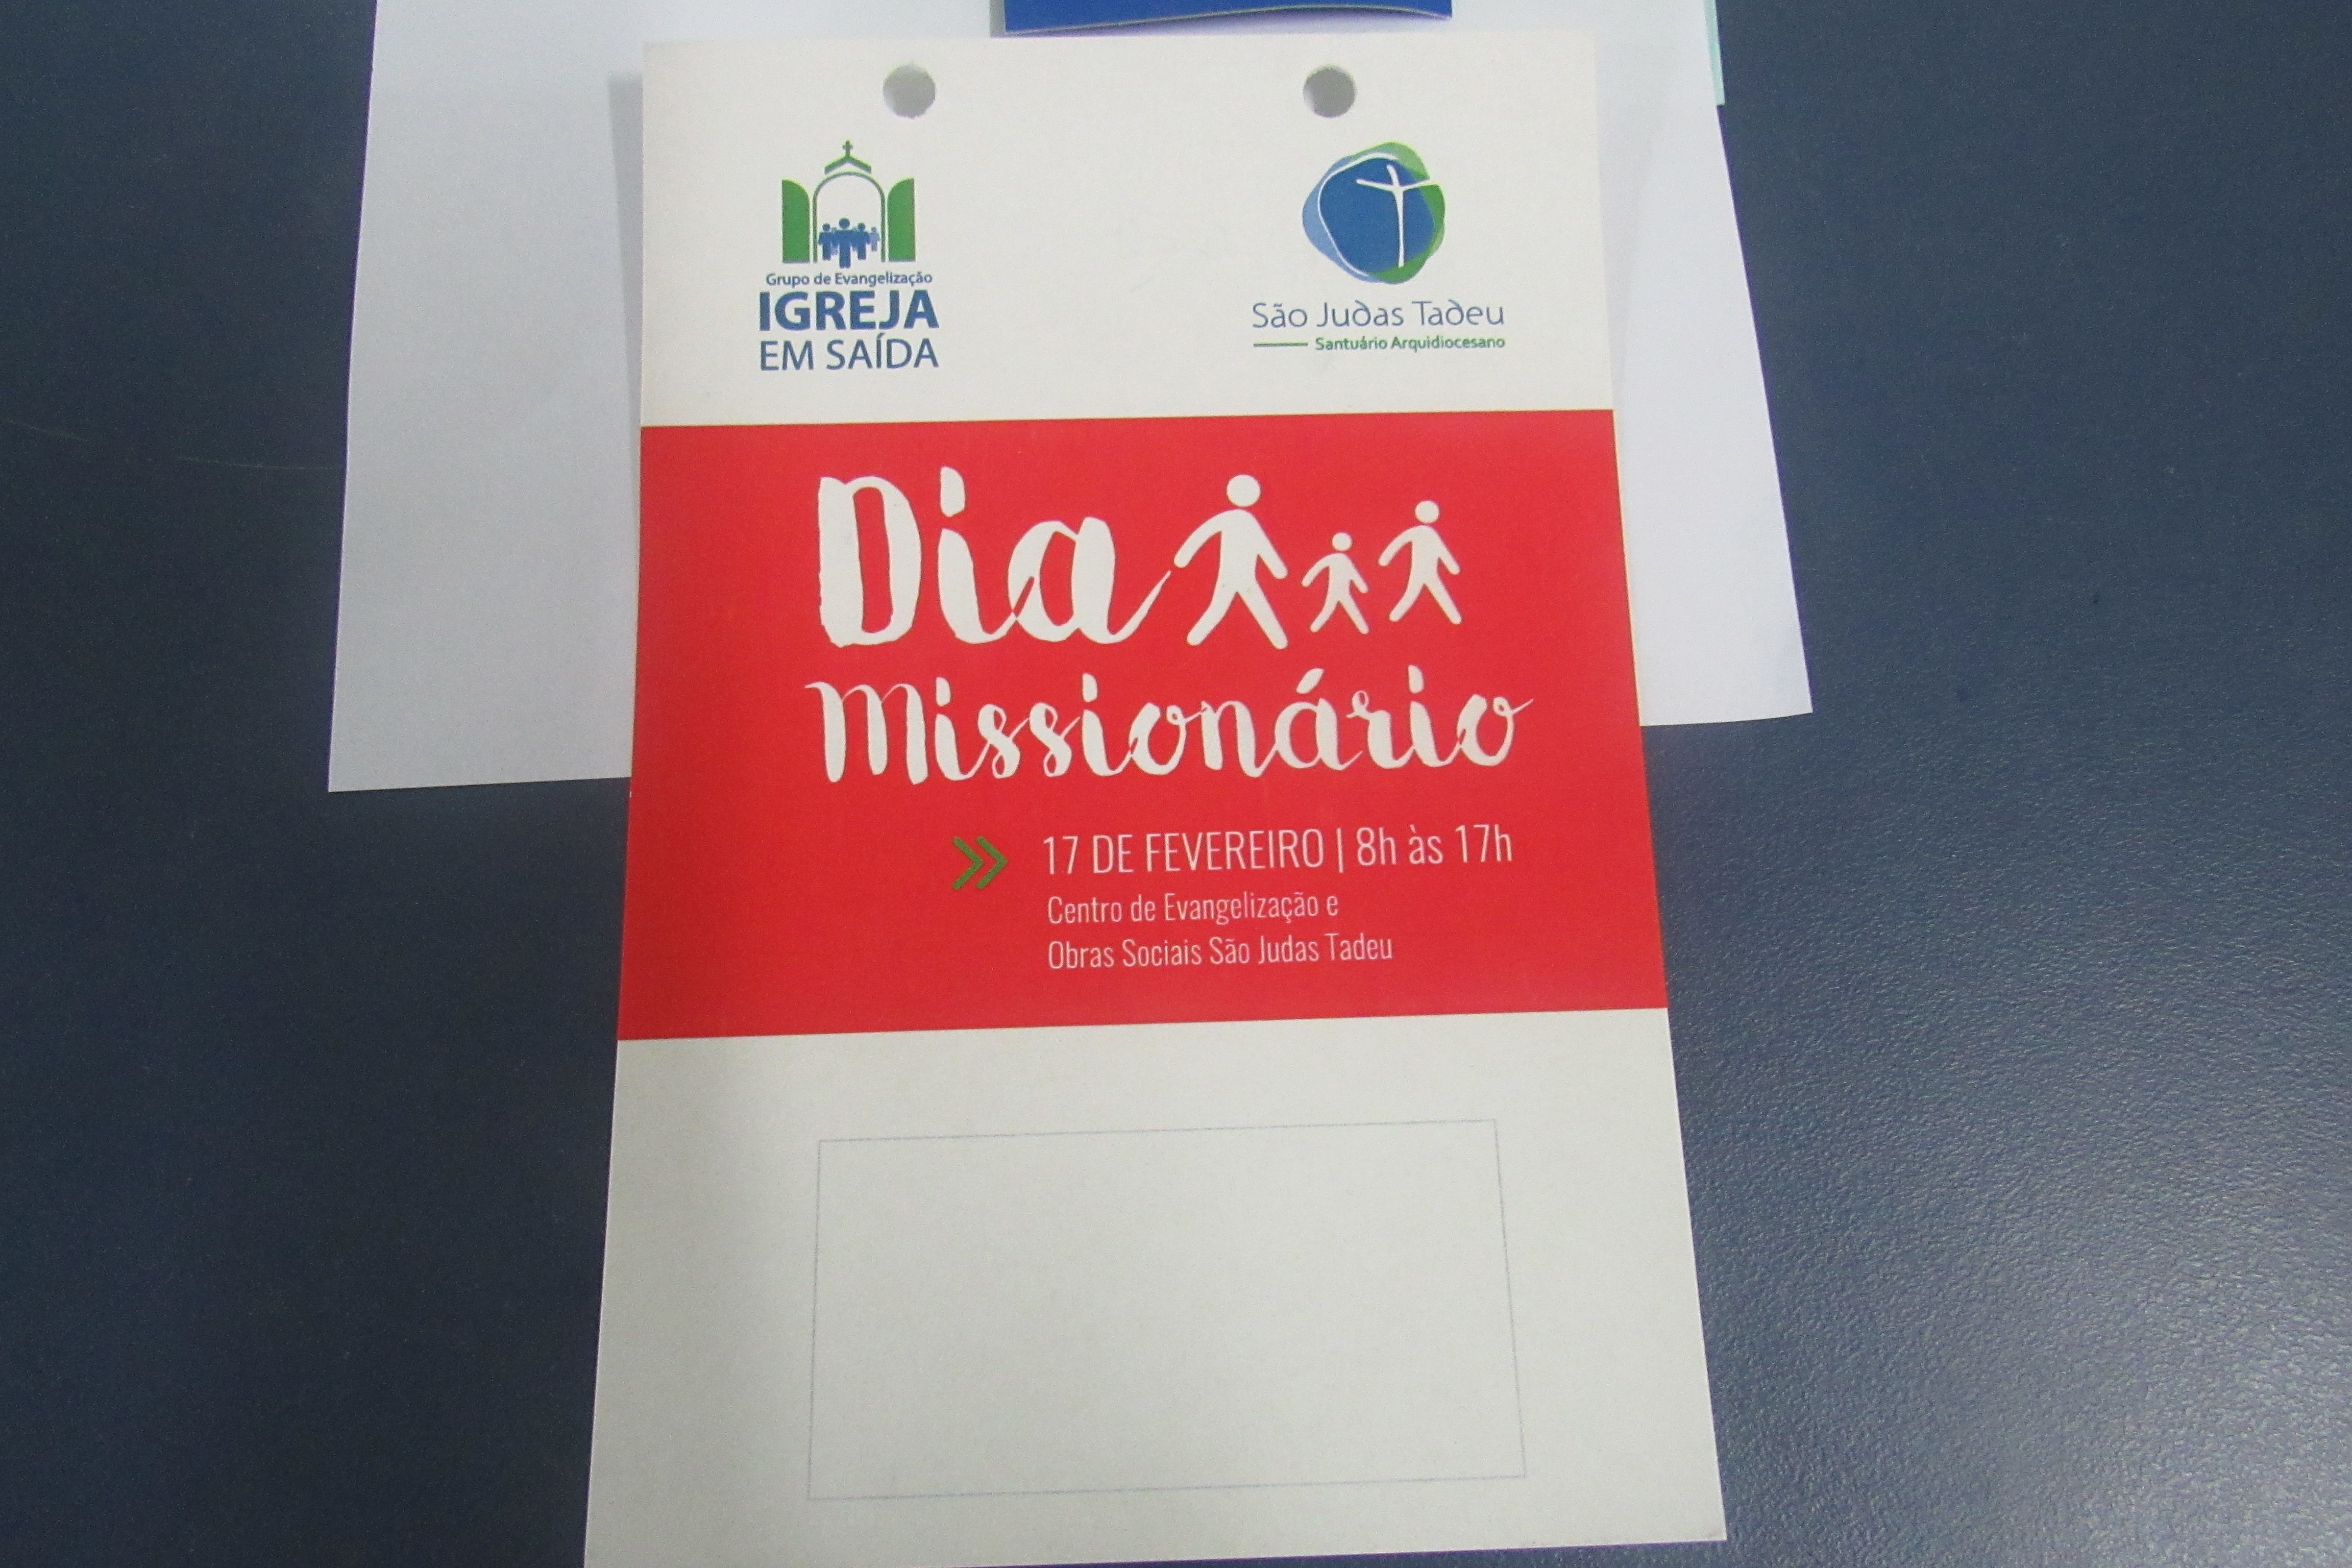 Grupo de Evangelização
IGREJA
EM SAÍDA
São Judas Tadeu
Santuário Arquidiocesano
Dia
Missionário
17 DE FEVEREIRO | 8h às 17h
Centro de Evangelização e
Obras Sociais São Judas Tadeu